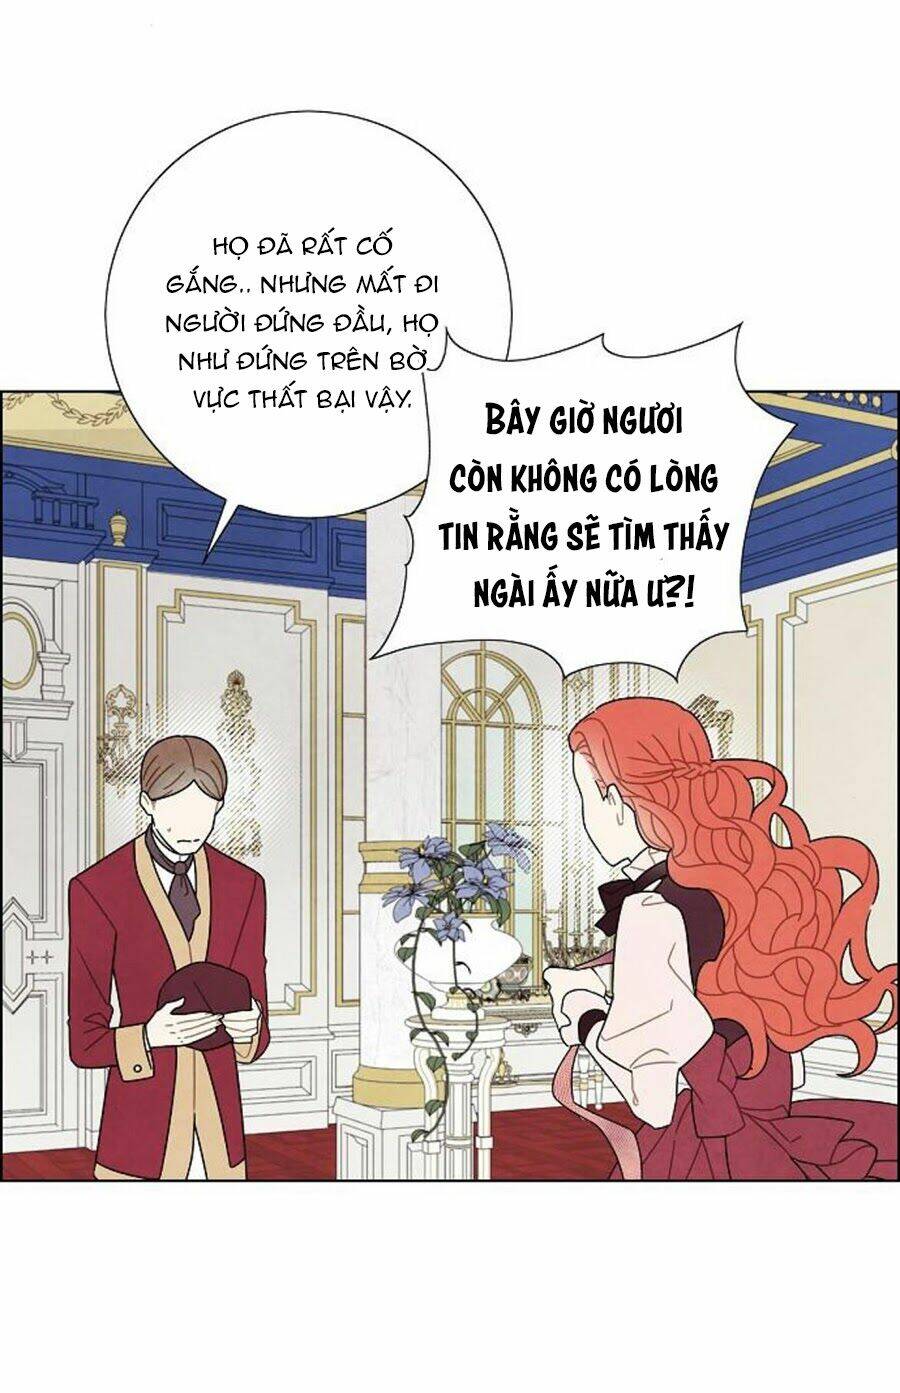 HỌ ĐÃ RẤT CỐ
GẮNG.. NHƯNG MẤT ĐI
NGƯỜI ĐỨNG ĐẦU, HỌ
NHƯ ĐỨNG TRÊN BỜ
VỰC THẤT BẠI VẬY.
BÂY GIỜ NGƯƠI
CÒN KHÔNG CÓ LÒNG
TIN RẰNG SẼ TÌM THẤY
NGÀI ẤY NỮA Ư?!